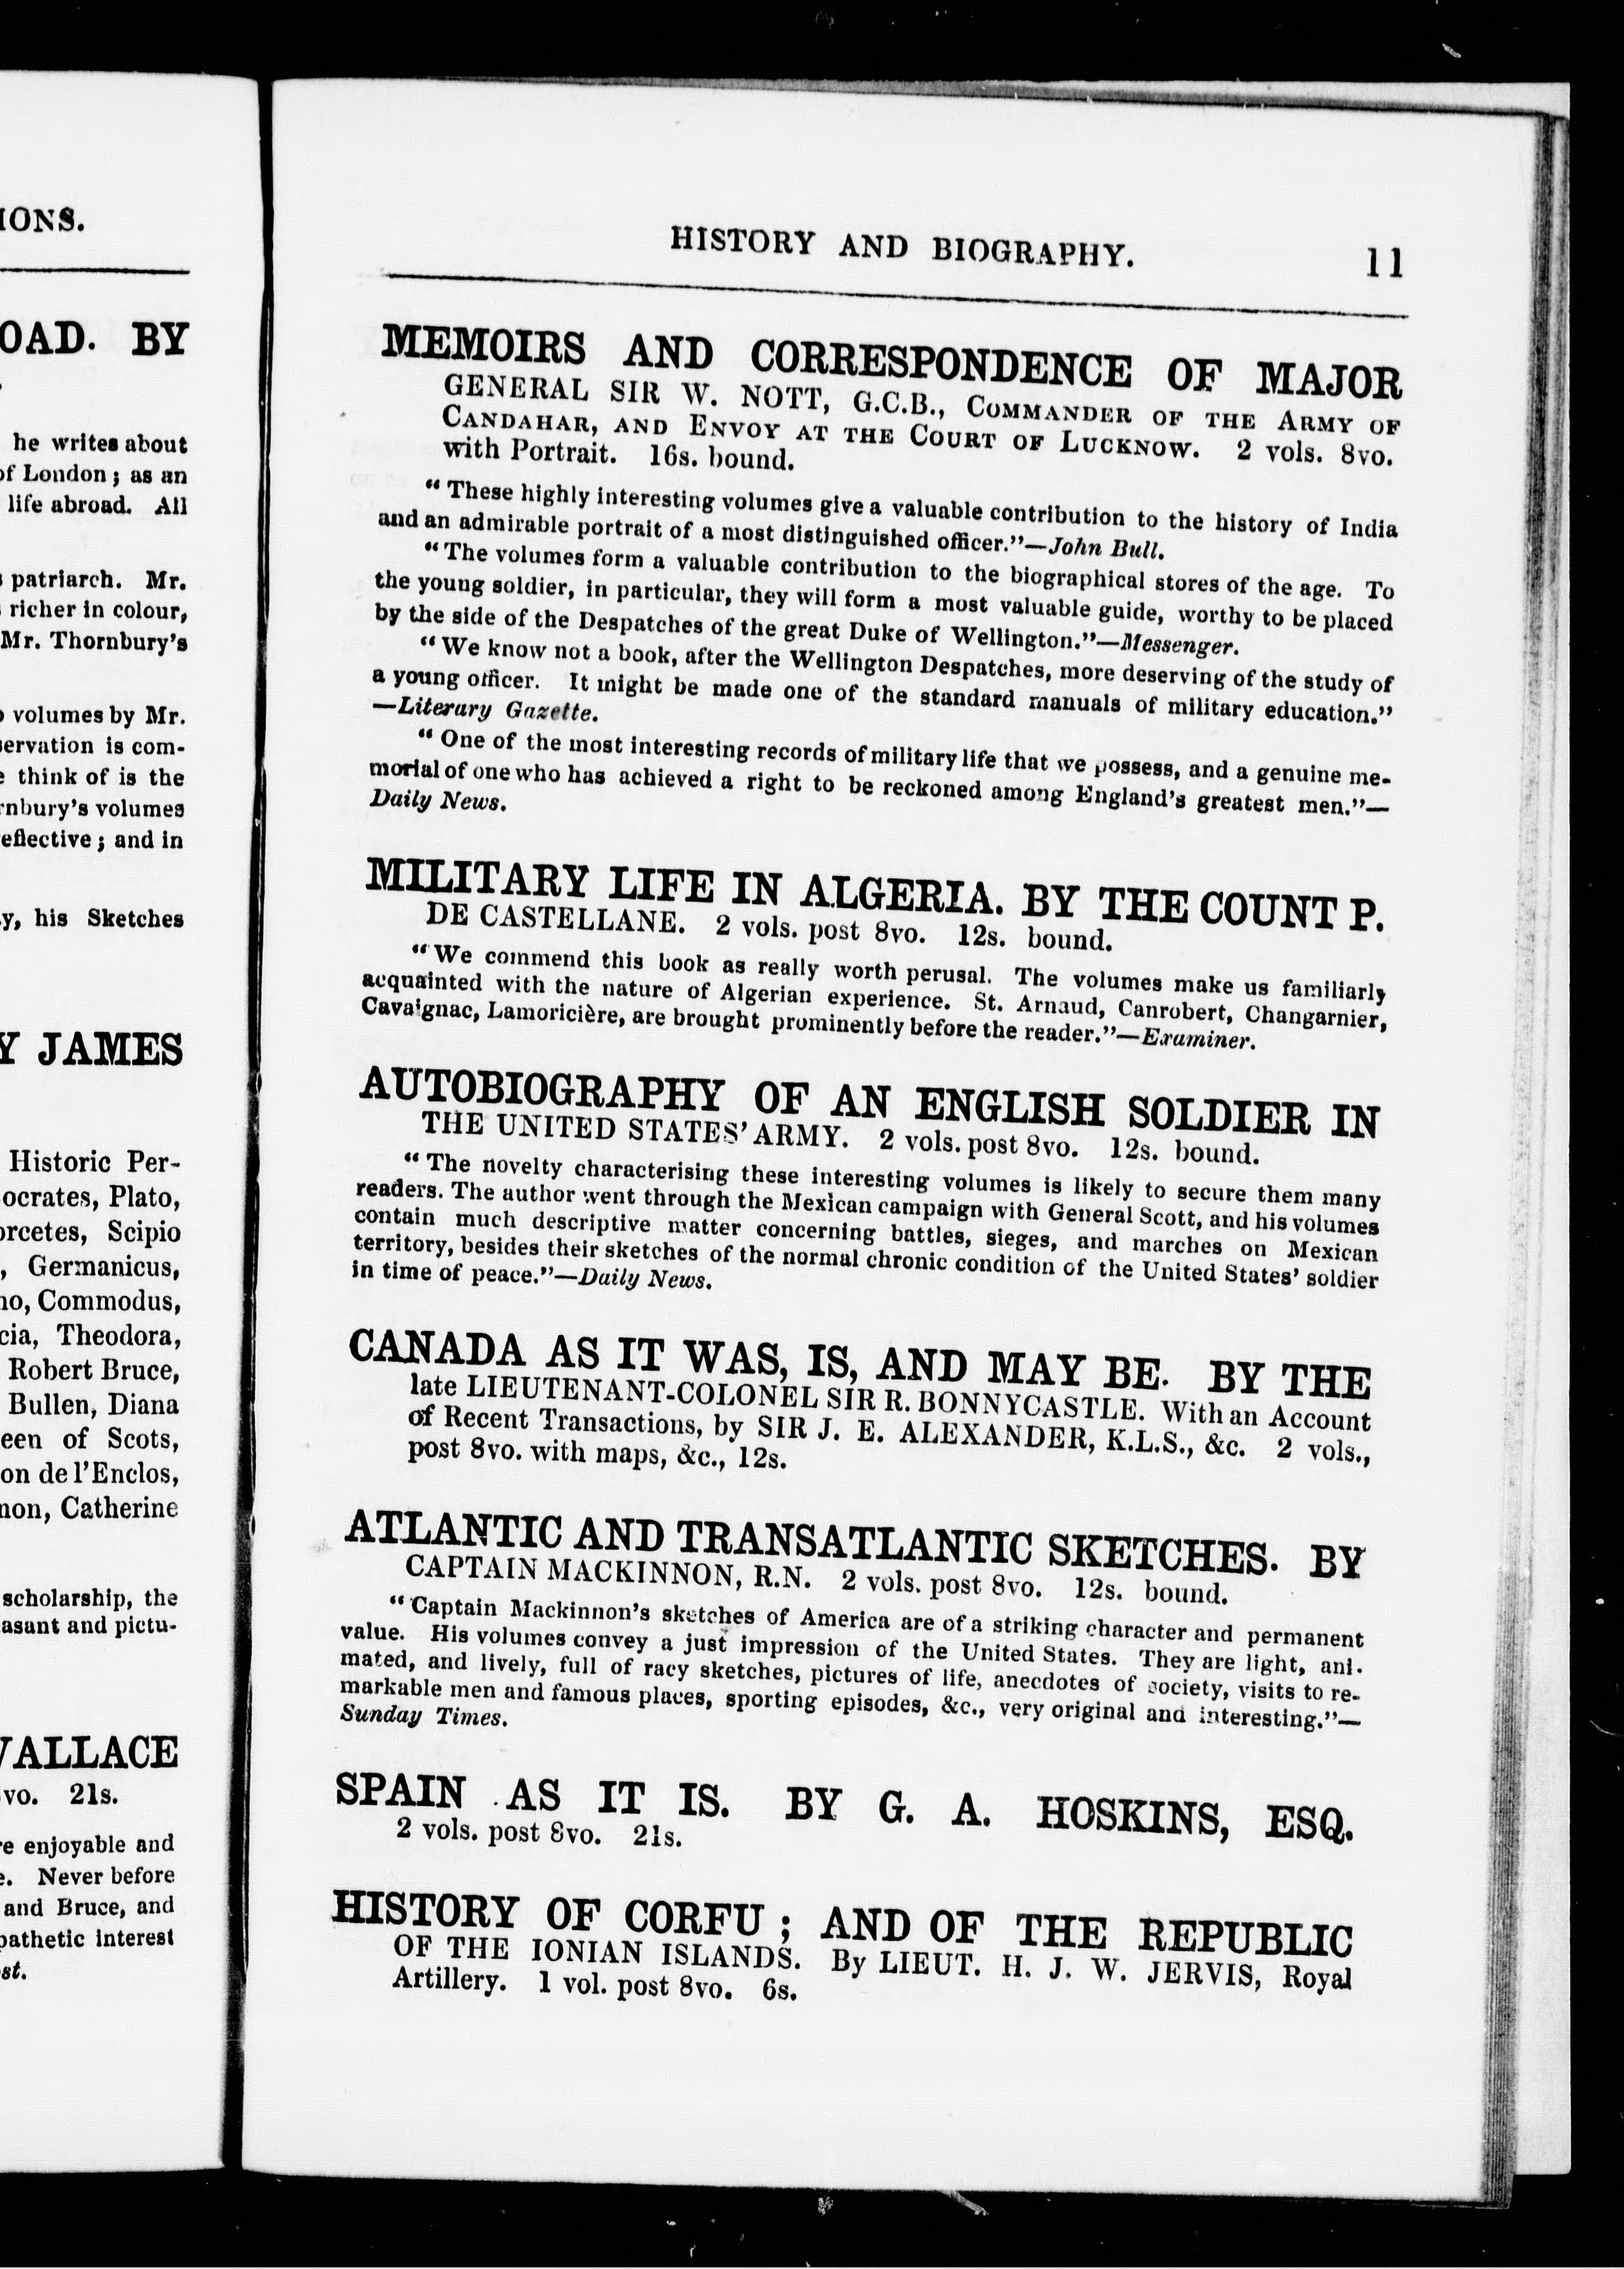 IONS.
OAD. BY
he writes about
of London; as an
life abroad. All
patriarch. Mr.
richer in colour,
Mr. Thornbury's
volumes by Mr.
servation is com-
think of is the
rnbury's volumes
eflective; and in
y, his Sketches
Y JAMES
Historic Per-
ocrates, Plato,
orcetes, Scipio
, Germanicus,
no, Commodus,
cia, Theodora,
Robert Bruce,
Bullen, Diana
een of Scots,
on de l'Enclos,
non, Catherine
scholarship, the
asant and pictu-
WALLACE
vo. 21s.
re enjoyable and
e. Never before
and Bruce, and
pathetic interest
st.
HISTORY AND BIOGRAPHY. 11
MEMOIRS AND CORRESPONDENCE OF MAJOR
GENERAL SIR W. NOTT, G.C.B., COMMANDER OF THE ARMY OF
CANDAHAR, AND ENVOY AT THE COURT OF LUCKNOW. 2 vols. 8vo.
with Portrait. 16s. bound.
"These highly interesting volumes give a valuable contribution to the history of India
and an admirable portrait of a most distinguished officer."—John Bull.
"The volumes form a valuable contribution to the biographical stores of the age. To
the young soldier, in particular, they will form a most valuable guide, worthy to be placed
by the side of the Despatches of the great Duke of Wellington."—Messenger.
"We know not a book, after the Wellington Despatches, more deserving of the study of
a young officer. It might be made one of the standard manuals of military education."
—Literary Gazette.
"One of the most interesting records of military life that we possess, and a genuine me-
morial of one who has achieved a right to be reckoned among England's greatest men."—
Daily News.
MILITARY LIFE IN ALGERIA. BY THE COUNT P.
DE CASTELLANE. 2 vols. post 8vo. 12s. bound.
"We commend this book as really worth perusal. The volumes make us familiarly
acquainted with the nature of Algerian experience. St. Arnaud, Canrobert, Changarnier,
Cavaignac, Lamoricière, are brought prominently before the reader."—Examiner.
AUTOBIOGRAPHY OF AN ENGLISH SOLDIER IN
THE UNITED STATES' ARMY. 2 vols. post 8vo. 12s. bound.
"The novelty characterising these interesting volumes is likely to secure them many
readers. The author went through the Mexican campaign with General Scott, and his volumes
contain much descriptive matter concerning battles, sieges, and marches on Mexican
territory, besides their sketches of the normal chronic condition of the United States' soldier
in time of peace."—Daily News.
CANADA AS IT WAS, IS, AND MAY BE. BY THE
late LIEUTENANT-COLONEL SIR R. BONNYCASTLE. With an Account
of Recent Transactions, by SIR J. E. ALEXANDER, K.L.S., &c. 2 vols.,
post 8vo. with maps, &c., 12s.
ATLANTIC AND TRANSATLANTIC SKETCHES. BY
CAPTAIN MACKINNON, R.N. 2 vols. post 8vo. 12s. bound.
"Captain Mackinnon's sketches of America are of a striking character and permanent
value. His volumes convey a just impression of the United States. They are light, ani-
mated, and lively, full of racy sketches, pictures of life, anecdotes of society, visits to re-
markable men and famous places, sporting episodes, &c., very original and interesting."—
Sunday Times.
SPAIN AS IT IS. BY G. A. HOSKINS, ESQ.
2 vols. post 8vo. 21s.
HISTORY OF CORFU; AND OF THE REPUBLIC
OF THE IONIAN ISLANDS. By LIEUT. H. J. W. JERVIS, Royal
Artillery. 1 vol. post 8vo. 6s.